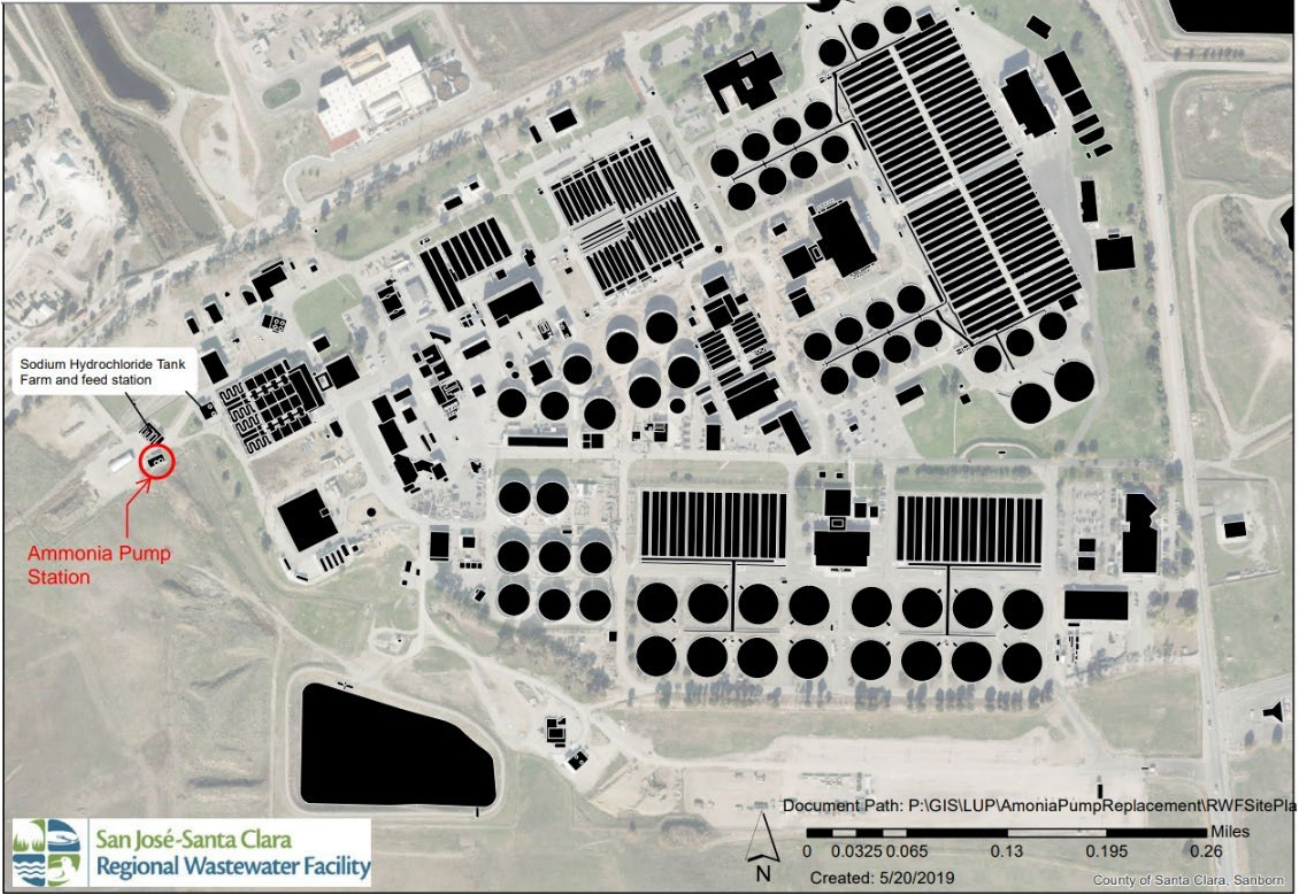 Sodium Hydrochloride Tank
Farm and feed station
Ammonia Pump
Station
San José-Santa Clara
Regional Wastewater Facility
Document Path: P:\GIS\LUP\AmoniaPumpReplacement\RWFSitePla
Miles
0 0.0325 0.065 0.13 0.195 0.26
N
Created: 5/20/2019
County of Santa Clara, Sanborn